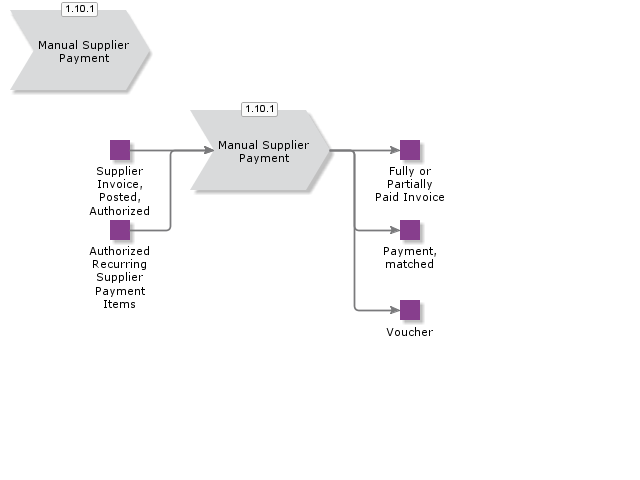 1.10.1
Manual Supplier
Payment
1.10.1
Manual Supplier
Payment
Supplier
Invoice,
Posted,
Authorized
Authorized
Recurring
Supplier
Payment
Items
Fully or
Partially
Paid Invoice
Payment,
matched
Voucher